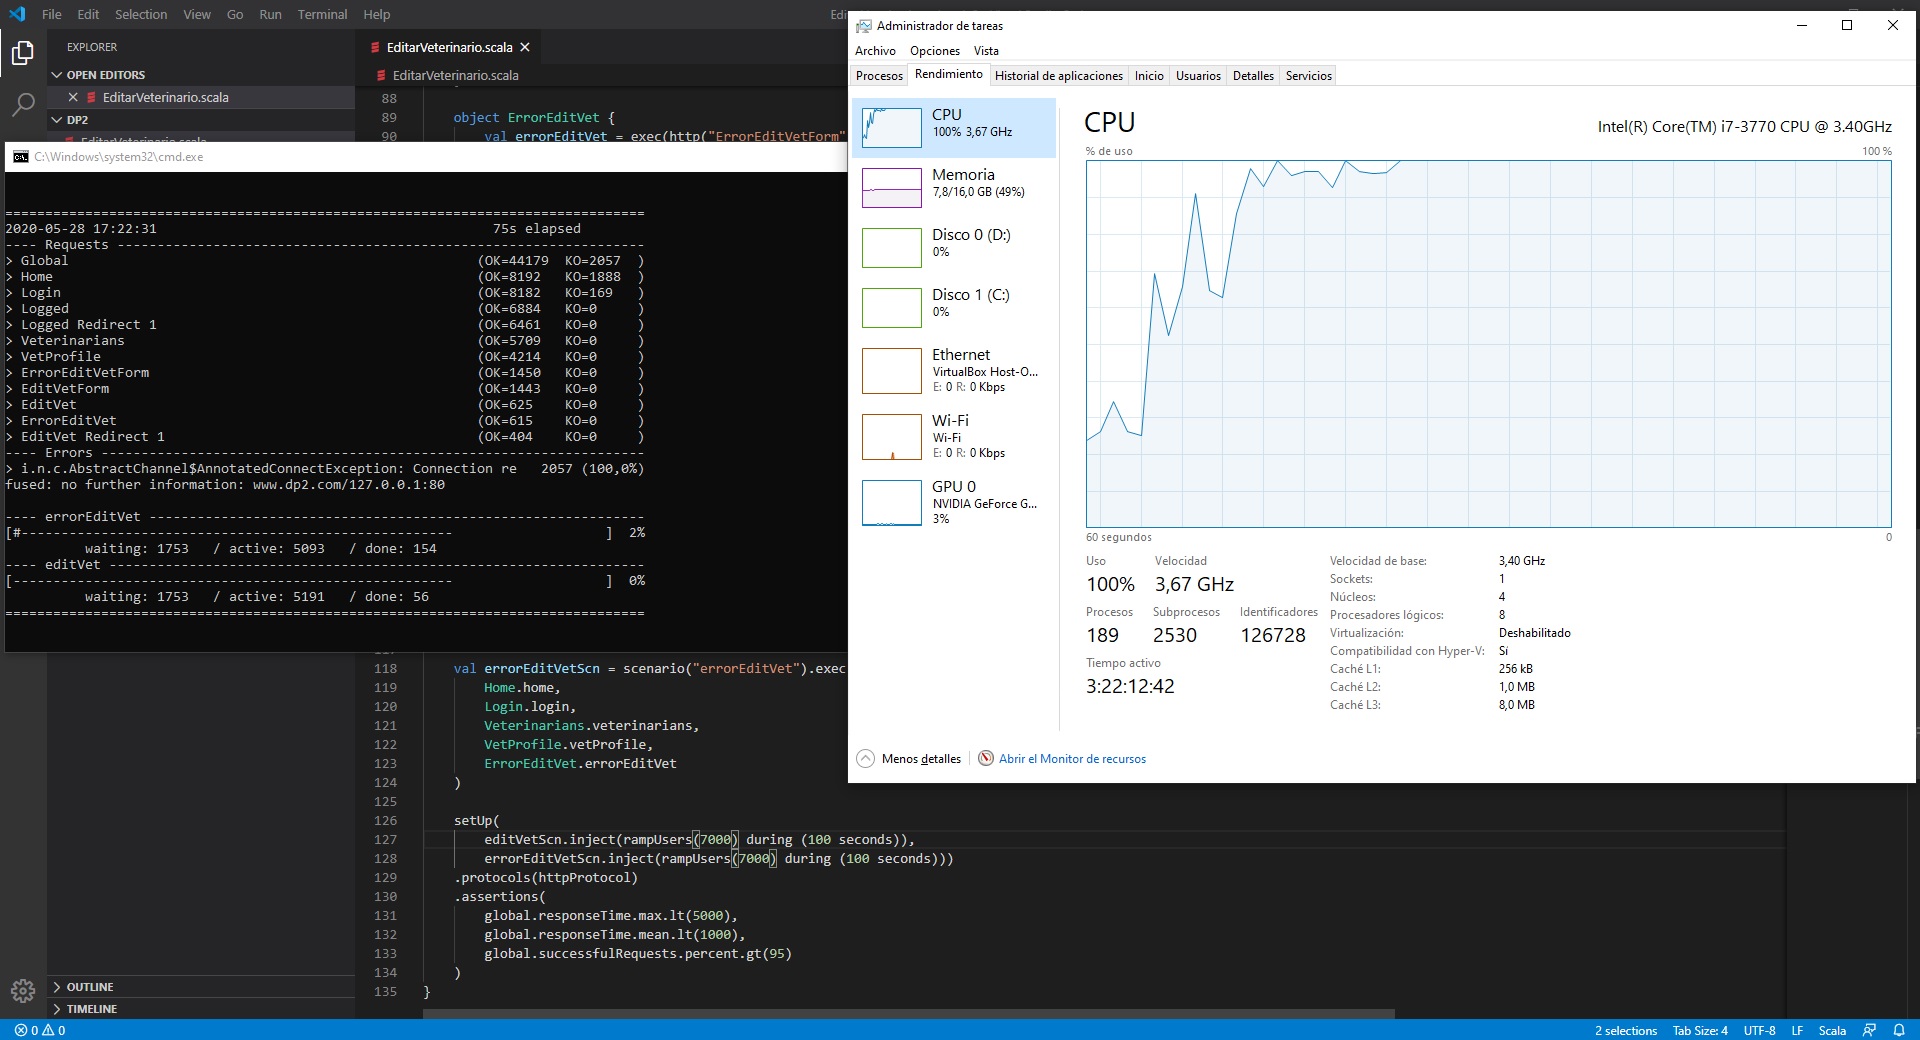 File Edit Selection View Go Run Terminal Help
EXPLORER
OPEN EDITORS
EditarVeterinario.scala
DP2
EditarVeterinario.scala
EditarVeterinario.scala
EditarVeterinario.scala
88
89 object ErrorEditVet {
90 val errorEditVet = exec(http("ErrorEditVetForm"
C:\Windows\system32\cmd.exe
================================================================================
2020-05-28 17:22:31 75s elapsed
---- Requests ------------------------------------------------------------------
> Global (OK=44179 KO=2057 )
> Home (OK=8192 KO=1888 )
> Login (OK=8182 KO=169 )
> Logged (OK=6884 KO=0 )
> Logged Redirect 1 (OK=6461 KO=0 )
> Veterinarians (OK=5709 KO=0 )
> VetProfile (OK=4214 KO=0 )
> ErrorEditVetForm (OK=1450 KO=0 )
> EditVetForm (OK=1443 KO=0 )
> EditVet (OK=625 KO=0 )
> ErrorEditVet (OK=615 KO=0 )
> EditVet Redirect 1 (OK=404 KO=0 )
---- Errors --------------------------------------------------------------------
> i.n.c.AbstractChannel$AnnotatedConnectException: Connection re 2057 (100,0%)
fused: no further information: www.dp2.com/127.0.0.1:80
---- errorEditVet --------------------------------------------------------------
[#------------------------------------------------------ ] 2%
waiting: 1753 / active: 5093 / done: 154
---- editVet -------------------------------------------------------------------
[------------------------------------------------------- ] 0%
waiting: 1753 / active: 5191 / done: 56
================================================================================
118 val errorEditVetScn = scenario("errorEditVet").exec
119 Home.home,
120 Login.login,
121 Veterinarians.veterinarians,
122 VetProfile.vetProfile,
123 ErrorEditVet.errorEditVet
124 )
125
126 setUp(
127 editVetScn.inject(rampUsers(7000) during (100 seconds)),
128 errorEditVetScn.inject(rampUsers(7000) during (100 seconds)))
129 .protocols(httpProtocol)
130 .assertions(
131 global.responseTime.max.lt(5000),
132 global.responseTime.mean.lt(1000),
133 global.successfulRequests.percent.gt(95)
134 )
135 }
OUTLINE
TIMELINE
0 0
2 selections Tab Size: 4 UTF-8 LF Scala
Administrador de tareas
Archivo Opciones Vista
Procesos Rendimiento Historial de aplicaciones Inicio Usuarios Detalles Servicios
CPU
100% 3,67 GHz
Memoria
7,8/16,0 GB (49%)
Disco 0 (D:)
0%
Disco 1 (C:)
0%
Ethernet
VirtualBox Host-O...
E: 0 R: 0 Kbps
Wi-Fi
Wi-Fi
E: 0 R: 0 Kbps
GPU 0
NVIDIA GeForce G...
3%
CPU
Intel(R) Core(TM) i7-3770 CPU @ 3.40GHz
% de uso 100 %
60 segundos 0
Uso Velocidad
100% 3,67 GHz
Procesos Subprocesos Identificadores
189 2530 126728
Tiempo activo
3:22:12:42
Velocidad de base: 3,40 GHz
Sockets: 1
Núcleos: 4
Procesadores lógicos: 8
Virtualización: Deshabilitado
Compatibilidad con Hyper-V: Sí
Caché L1: 256 kB
Caché L2: 1,0 MB
Caché L3: 8,0 MB
Menos detalles Abrir el Monitor de recursos